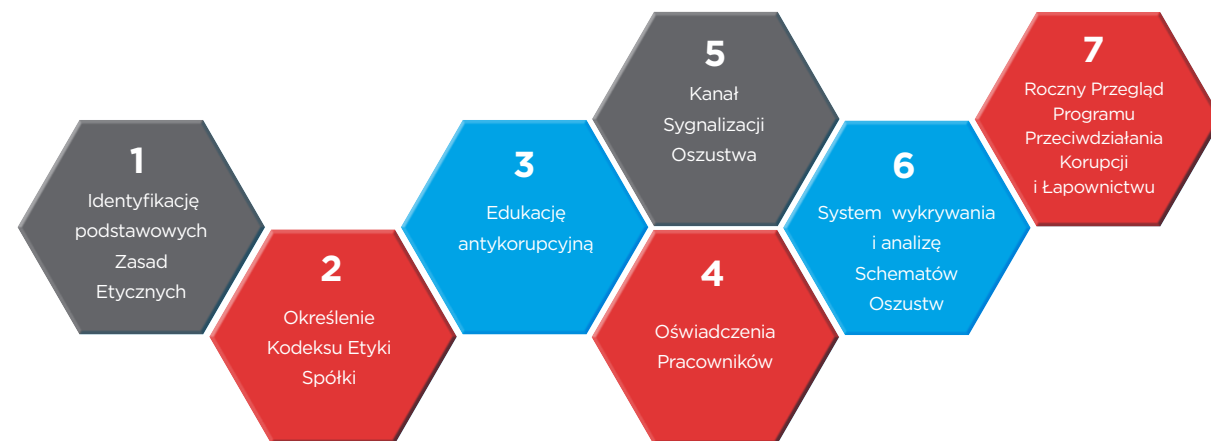 1
Identyfikację
podstawowych
Zasad
Etycznych
2
Określenie
Kodeksu Etyki
Spółki
3
Edukację
antykorupcyjną
4
Oświadczenia
Pracowników
5
Kanał
Sygnalizacji
Oszustwa
6
System wykrywania
i analizę
Schematów
Oszustw
7
Roczny Przegląd
Programu
Przeciwdziałania
Korupcji
i Łapownictwu